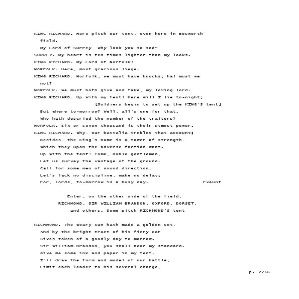 KING RICHARD. Here pitch our tent, even here in Bosworth
field.
My Lord of Surrey, why look you so sad?
SURREY. My heart is ten times lighter than my looks.
KING RICHARD. My Lord of Norfolk!
NORFOLK. Here, most gracious liege.
KING RICHARD. Norfolk, we must have knocks; ha! must we
not?
NORFOLK. We must both give and take, my loving lord.
KING RICHARD. Up with my tent! Here will I lie to-night;
[Soldiers begin to set up the KING'S tent]
But where to-morrow? Well, all's one for that.
Who hath descried the number of the traitors?
NORFOLK. Six or seven thousand is their utmost power.
KING RICHARD. Why, our battalia trebles that account;
Besides, the King's name is a tower of strength,
Which they upon the adverse faction want.
Up with the tent! Come, noble gentlemen,
Let us survey the vantage of the ground.
Call for some men of sound direction.
Let's lack no discipline, make no delay;
For, lords, to-morrow is a busy day. Exeunt
Enter, on the other side of the field,
RICHMOND, SIR WILLIAM BRANDON, OXFORD, DORSET,
and others. Some pitch RICHMOND'S tent
RICHMOND. The weary sun hath made a golden set,
And by the bright tract of his fiery car
Gives token of a goodly day to-morrow.
Sir William Brandon, you shall bear my standard.
Give me some ink and paper in my tent.
I'll draw the form and model of our battle,
Limit each leader to his several charge,